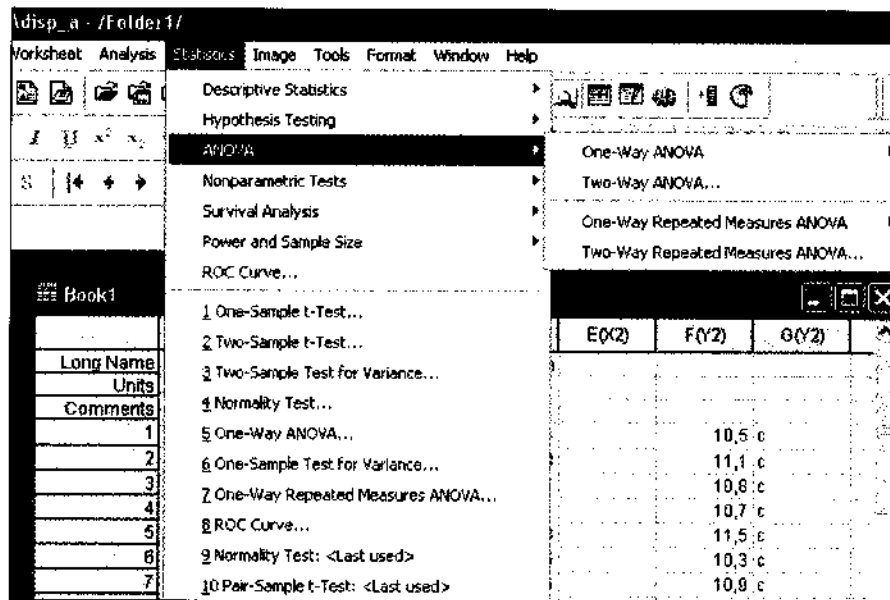 \disp_a - /Folder1/
Worksheet Analysis Statistics Image Tools Format Window Help
Descriptive Statistics
Hypothesis Testing
ANOVA
Nonparametric Tests
Survival Analysis
Power and Sample Size
ROC Curve...
1 One-Sample t-Test...
2 Two-Sample t-Test...
3 Two-Sample Test for Variance...
4 Normality Test...
5 One-Way ANOVA...
6 One-Sample Test for Variance...
7 One-Way Repeated Measures ANOVA...
8 ROC Curve...
9 Normality Test: <Last used>
10 Pair-Sample t-Test: <Last used>
One-Way ANOVA
Two-Way ANOVA...
One-Way Repeated Measures ANOVA
Two-Way Repeated Measures ANOVA...
I U x² x₂
S
Book1
E(X2) F(Y2) G(Y2)
Long Name
Units
Comments
1 10,5 c
2 11,1 c
3 10,8 c
4 10,7 c
5 11,5 c
6 10,3 c
7 10,9 c